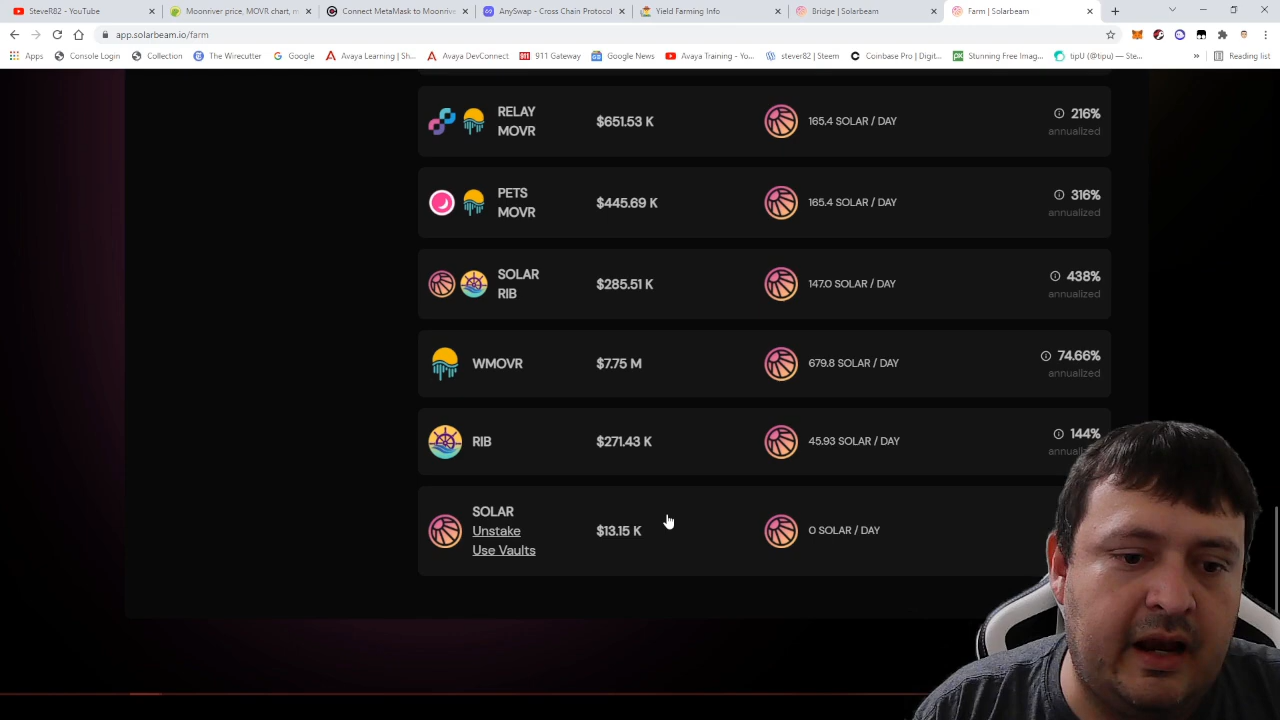 SteveR82 - YouTube
Moonriver price, MOVR chart, m
Connect MetaMask to Moonrive
AnySwap - Cross Chain Protocol
Yield Farming Info
Bridge | Solarbeam
Farm | Solarbeam
app.solarbeam.io/farm
Apps
Console Login
Collection
The Wirecutter
Google
Avaya Learning | Sh...
Avaya DevConnect
911 Gateway
Google News
Avaya Training - Yo...
stever82 | Steem
Coinbase Pro | Digit...
Stunning Free Imag...
tipU (@tipu) — Ste...
»
Reading list
RELAY
MOVR
$651.53 K
165.4 SOLAR / DAY
216%
annualized
PETS
MOVR
$445.69 K
165.4 SOLAR / DAY
316%
annualized
SOLAR
RIB
$285.51 K
147.0 SOLAR / DAY
438%
annualized
WMOVR
$7.75 M
679.8 SOLAR / DAY
74.66%
annualized
RIB
$271.43 K
45.93 SOLAR / DAY
144%
SOLAR
Unstake
Use Vaults
$13.15 K
0 SOLAR / DAY